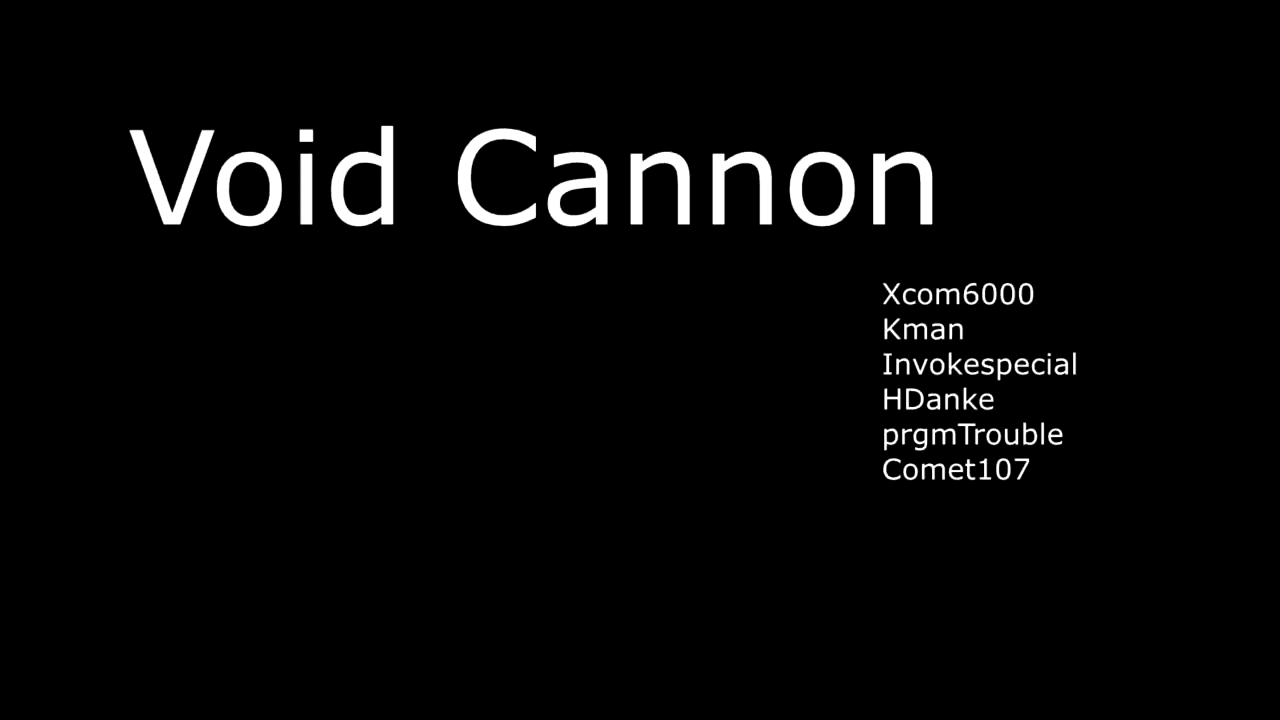 Void Cannon
Xcom6000
Kman
Invokespecial
HDanke
prgmTrouble
Comet107